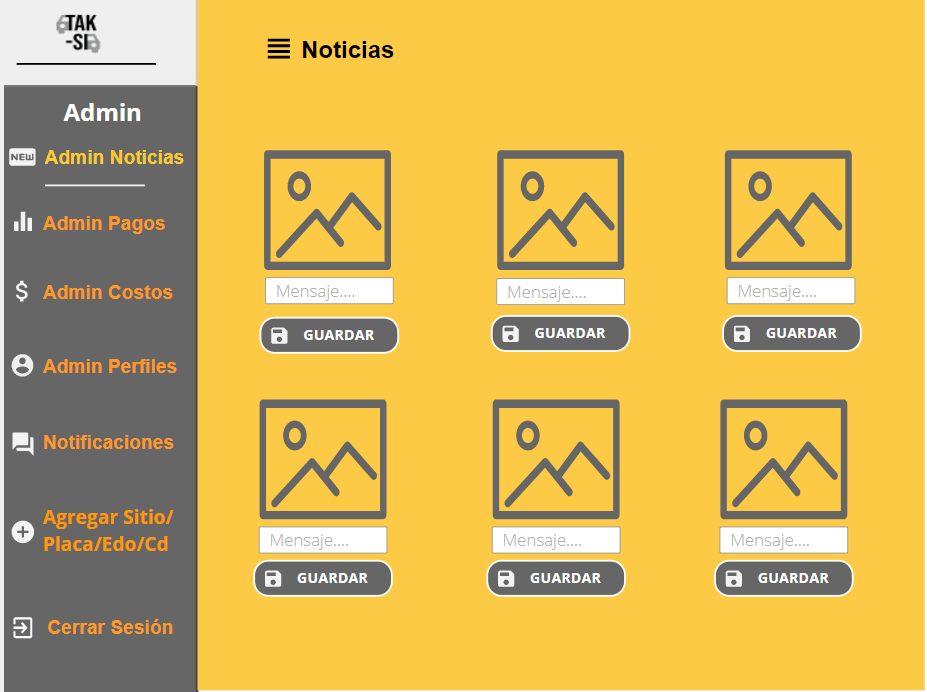 TAK
-SI
Noticias
Admin
NEW Admin Noticias
Admin Pagos
$ Admin Costos
Admin Perfiles
Notificaciones
Agregar Sitio/
Placa/Edo/Cd
Cerrar Sesión
Mensaje.... Mensaje.... Mensaje....
GUARDAR GUARDAR GUARDAR
Mensaje.... Mensaje.... Mensaje....
GUARDAR GUARDAR GUARDAR